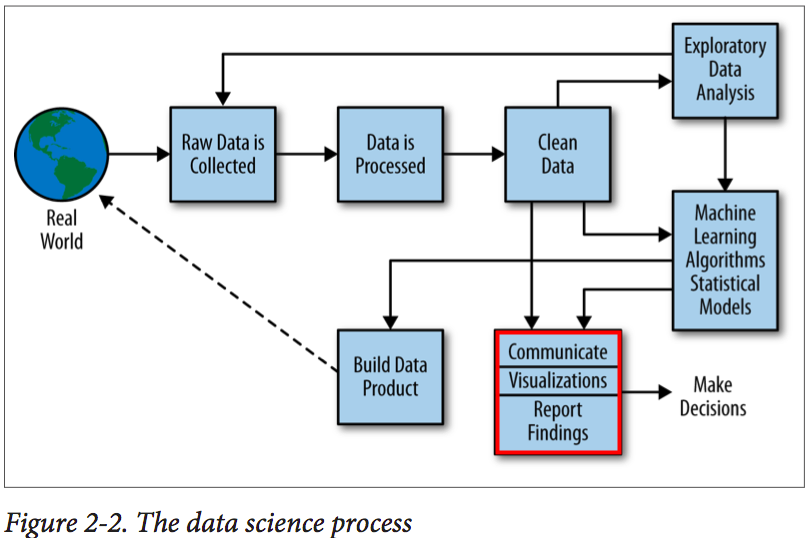 Exploratory
Data
Analysis
Raw Data is
Collected
Data is
Processed
Clean
Data
Real
World
Machine
Learning
Algorithms
Statistical
Models
Build Data
Product
Communicate
Visualizations
Report
Findings
Make
Decisions
Figure 2-2. The data science process